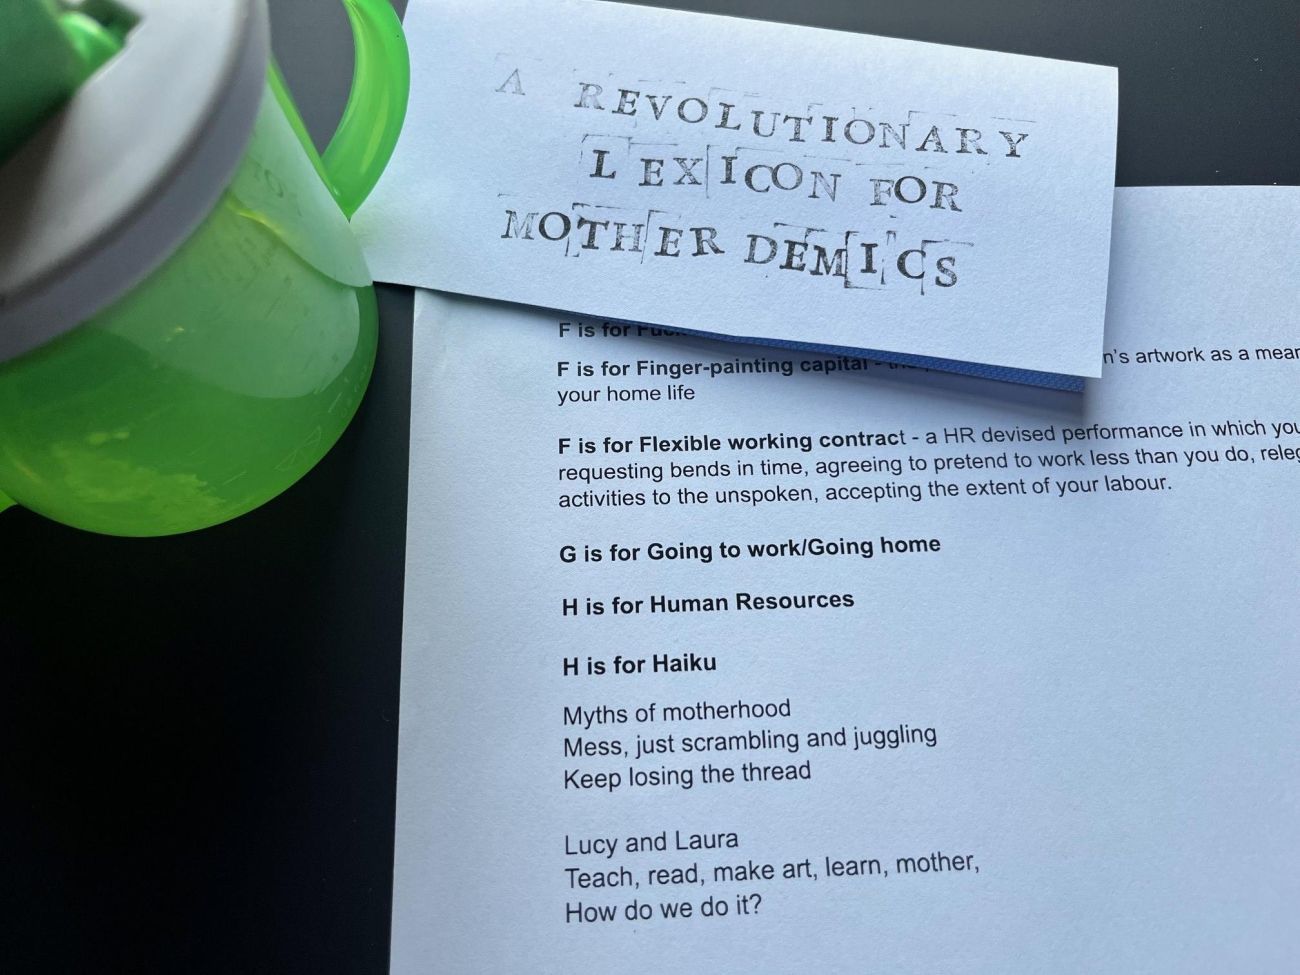 A REVOLUTIONARY
LEXICON FOR
MOTHER DEMICS
F is for
F is for Finger-painting capital - n's artwork as a
your home life
F is for Flexible working contract - a HR devised performance in which you
requesting bends in time, agreeing to pretend to work less than you do,
activities to the unspoken, accepting the extent of your labour.
G is for Going to work/Going home
H is for Human Resources
H is for Haiku
Myths of motherhood
Mess, just scrambling and juggling
Keep losing the thread
Lucy and Laura
Teach, read, make art, learn, mother,
How do we do it?